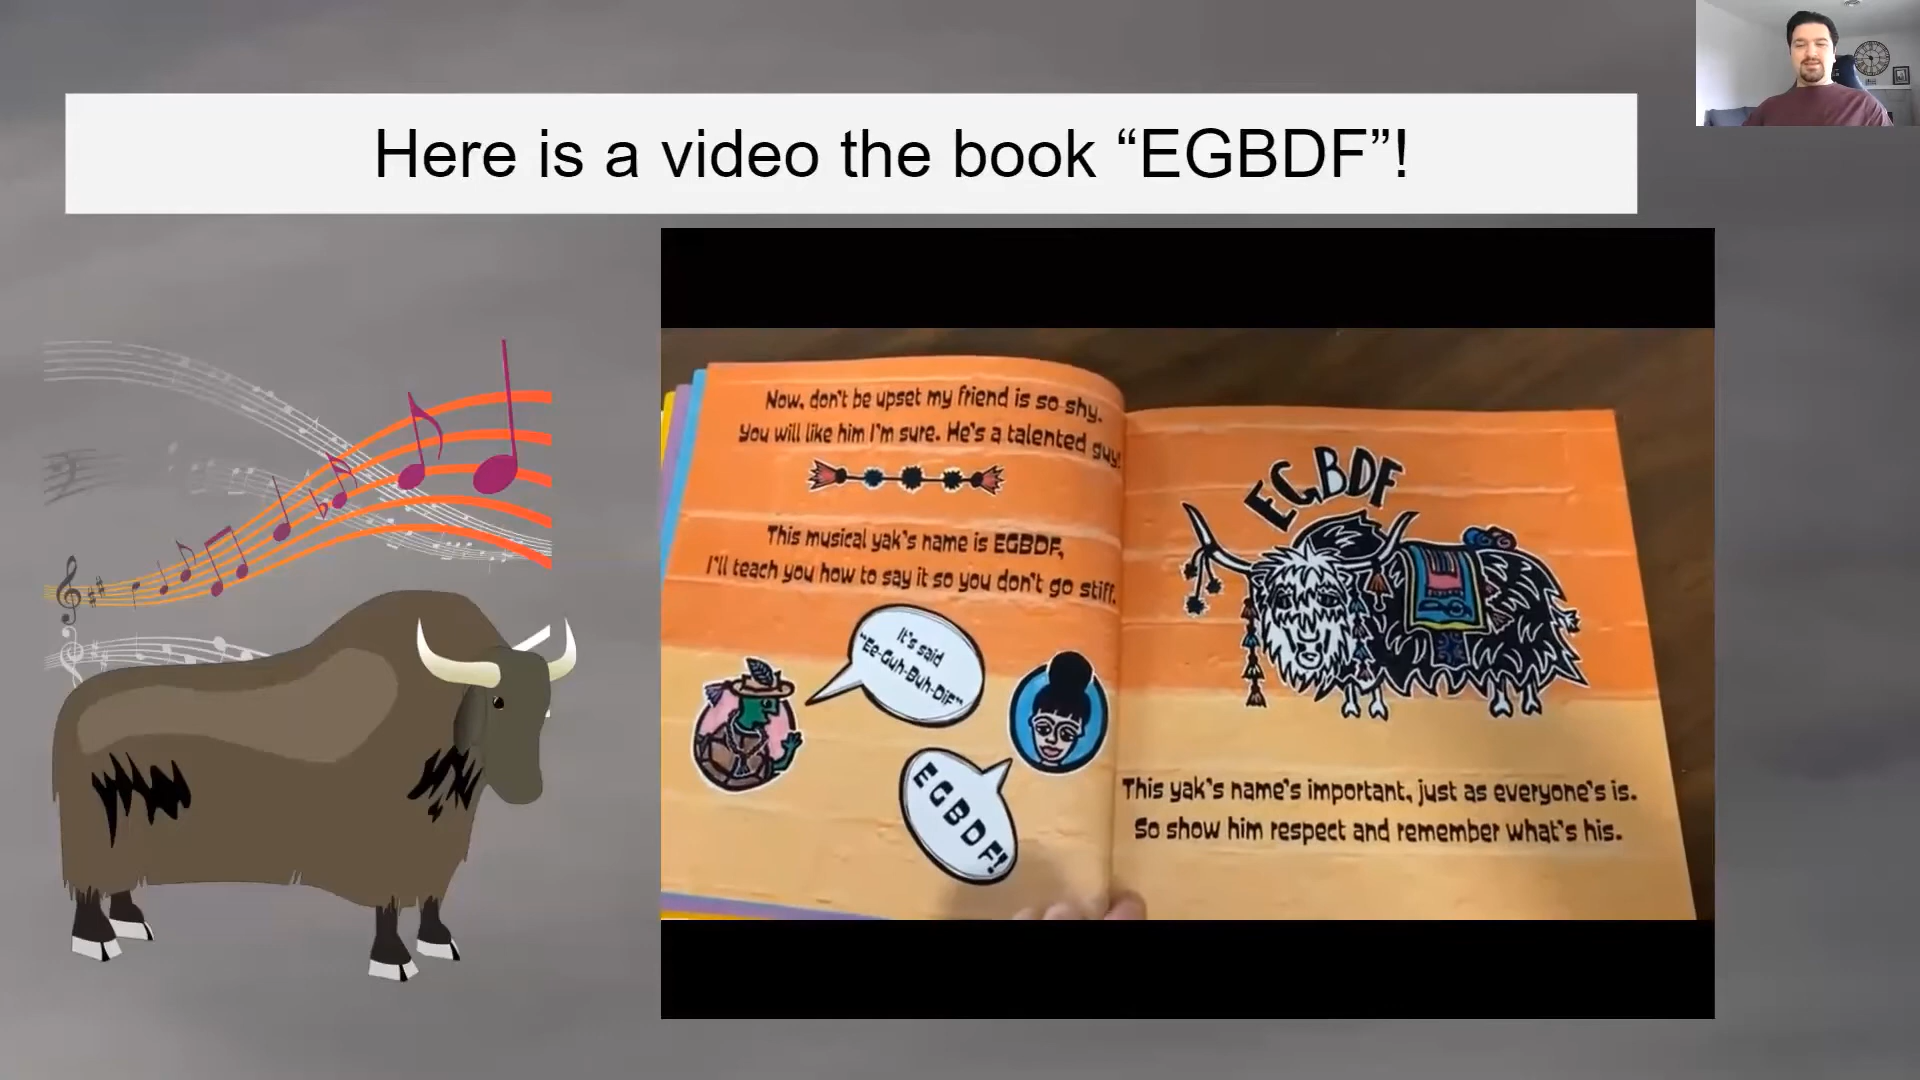 Here is a video the book “EGBDF”!
Now, don't be upset my friend is so shy.
You will like him I'm sure. He's a talented guy!
This musical yak's name is EGBDF,
I'll teach you how to say it so you don't go stiff.
It's said
"Ee-Guh-Buh-Dif"
EGBDF!
EGBDF
This yak's name's important, just as everyone's is.
So show him respect and remember what's his.